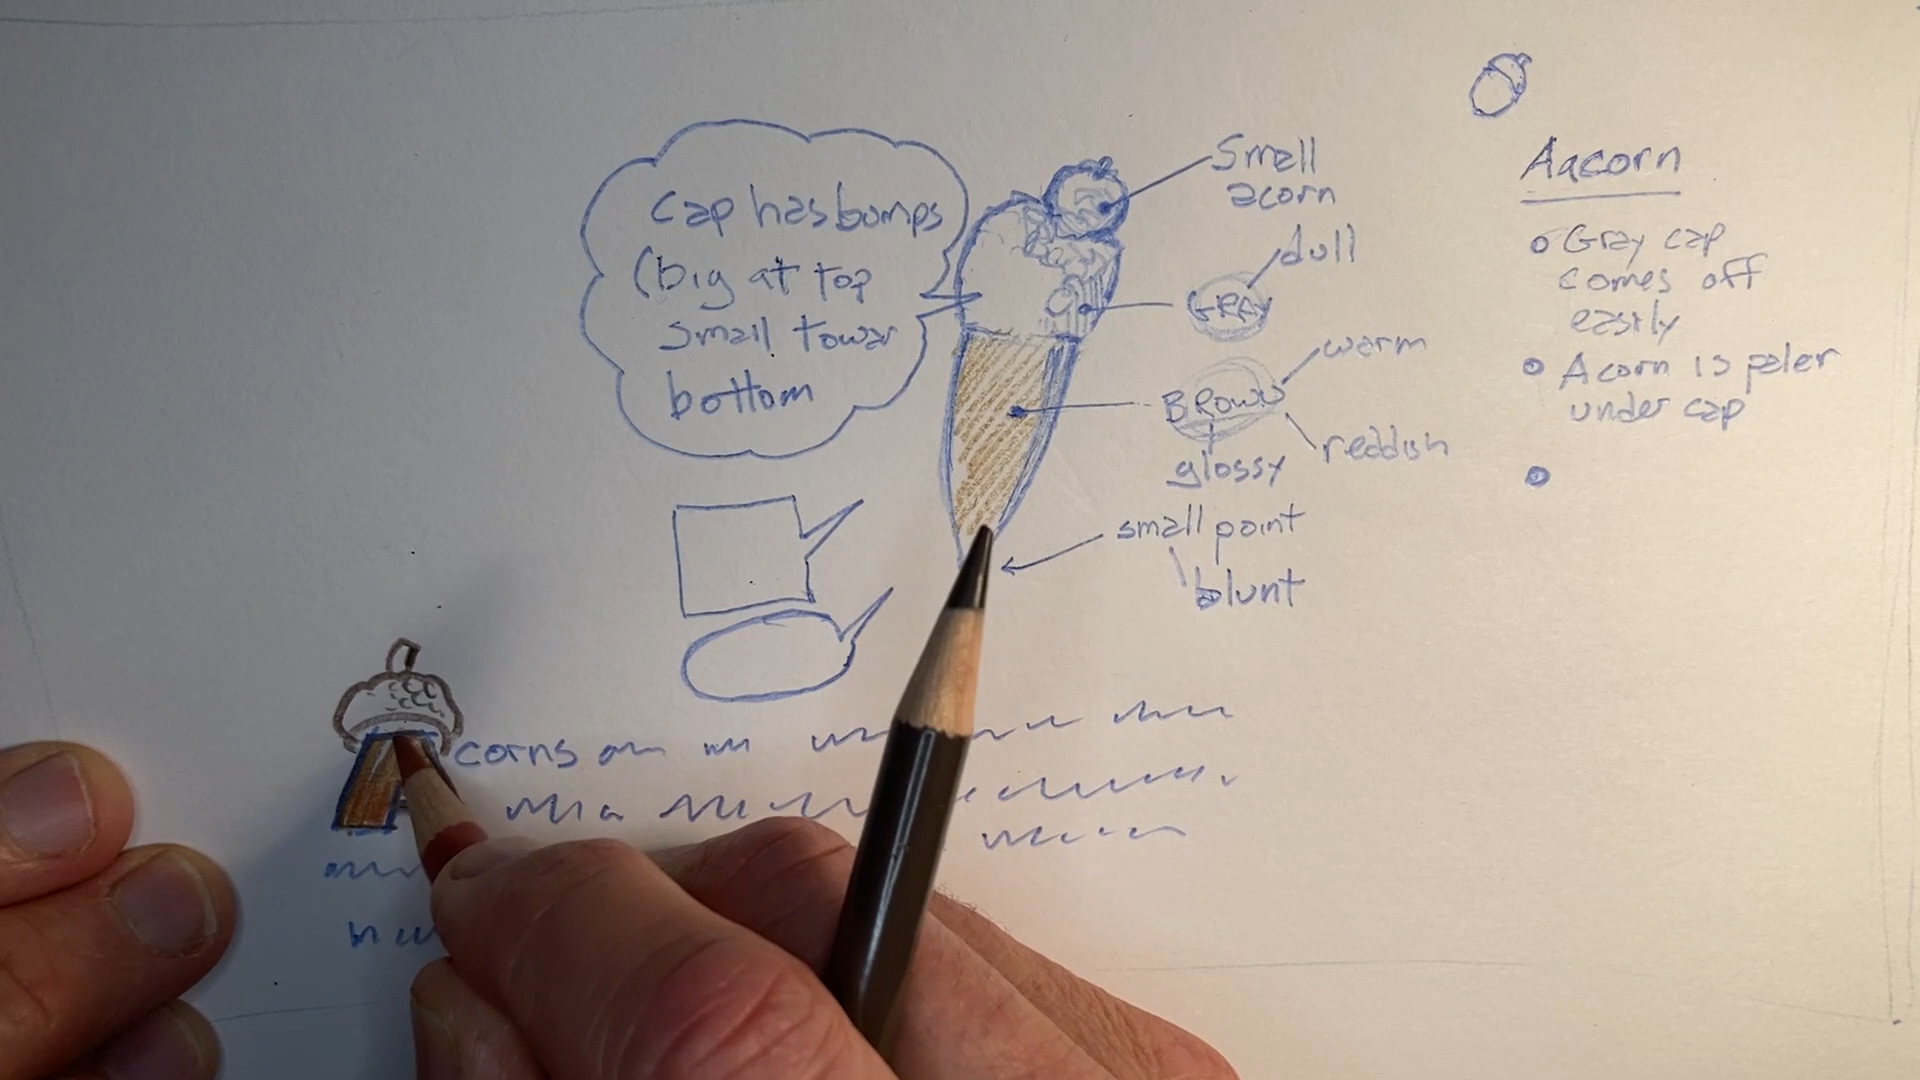 Cap has bumps
(big at top
small towar
bottom
Small
acorn
dull
GRAY
warm
BROWN
reddish
glossy
small point
blunt
Aacorn
Gray cap
comes off
easily
Acorn is paler
under cap
Acorns